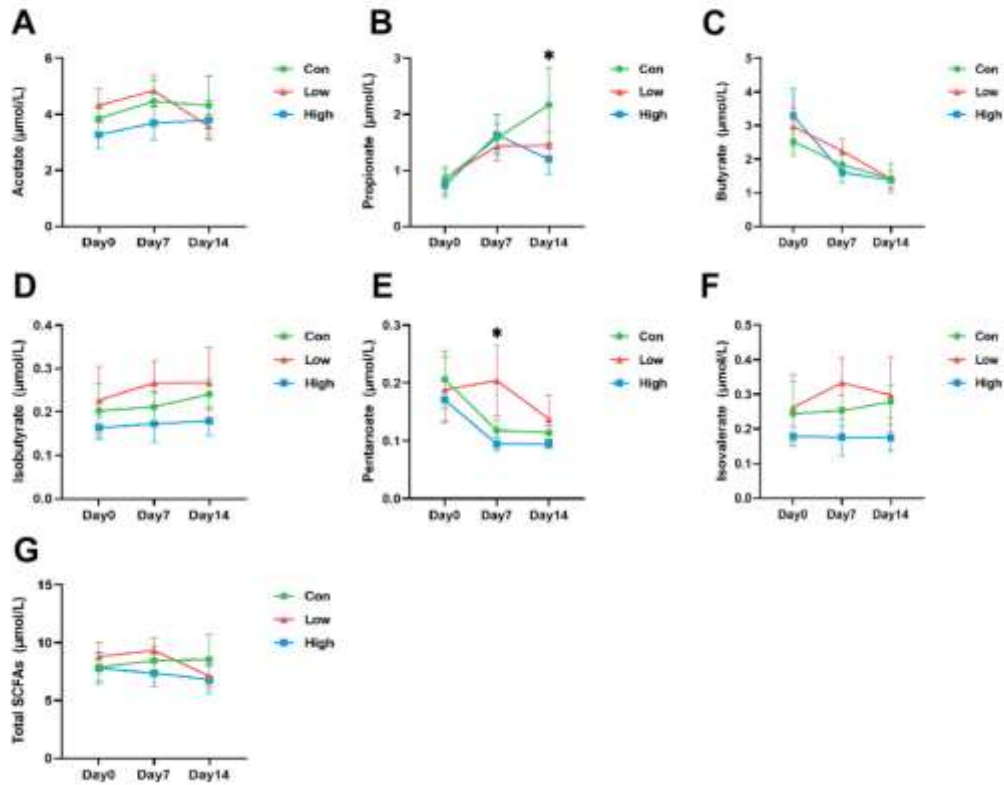 A
Acetate (μmol/L)
6
4
2
0
Day0 Day7 Day14
Con
Low
High
B
Propionate (μmol/L)
3
2
1
0
*
Day0 Day7 Day14
Con
Low
High
C
Butyrate (μmol/L)
5
4
3
2
1
0
Day0 Day7 Day14
Con
Low
High
D
Isobutyrate (μmol/L)
0.4
0.3
0.2
0.1
0.0
Day0 Day7 Day14
Con
Low
High
E
Pentanoate (μmol/L)
0.3
0.2
0.1
0.0
*
Day0 Day7 Day14
Con
Low
High
F
Isovalerate (μmol/L)
0.5
0.4
0.3
0.2
0.1
0.0
Day0 Day7 Day14
Con
Low
High
G
Total SCFAs (μmol/L)
15
10
5
0
Day0 Day7 Day14
Con
Low
High